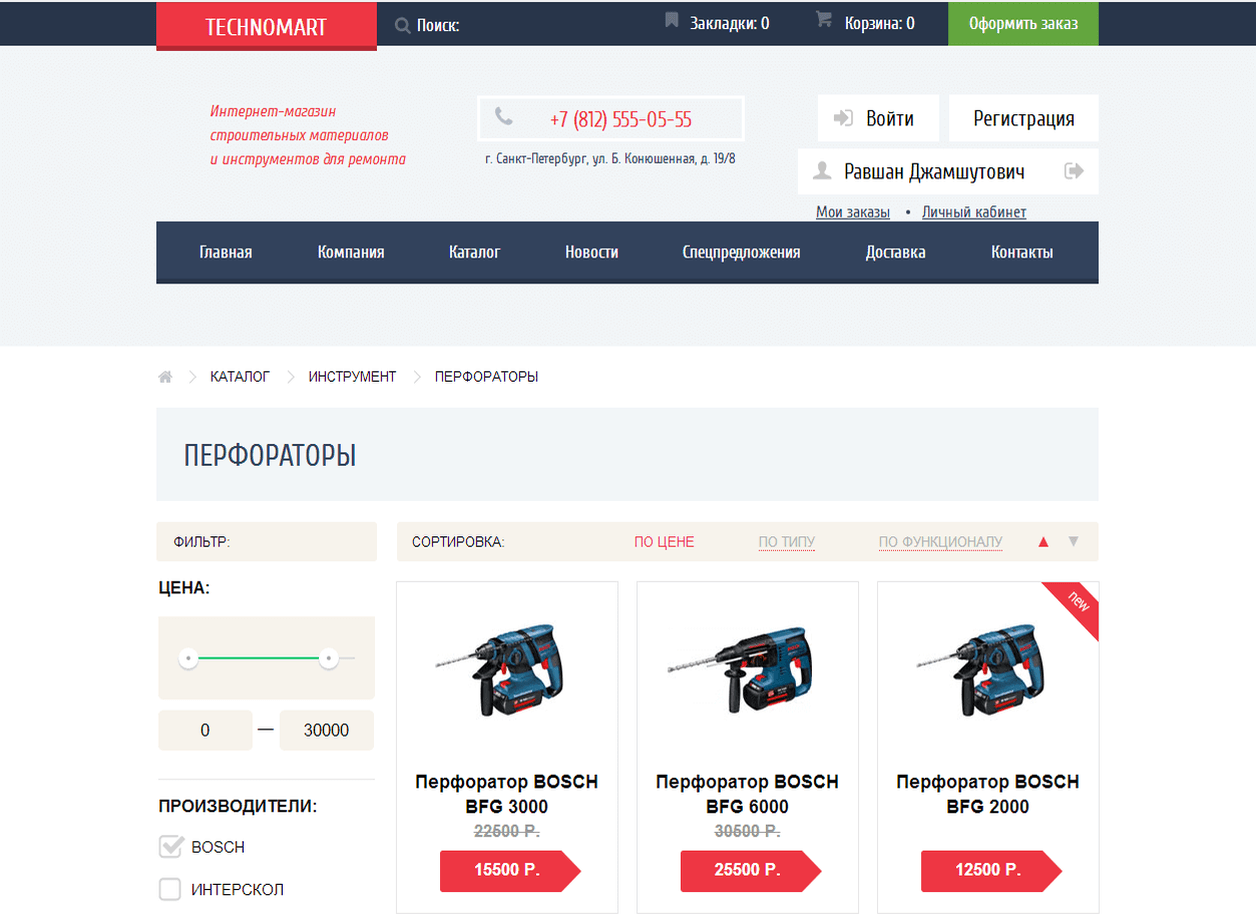 TECHNOMART
Поиск:
Закладки: 0
Корзина: 0
Оформить заказ
Интернет-магазин
строительных материалов
и инструментов для ремонта
+7 (812) 555-05-55
г. Санкт-Петербург, ул. Б. Конюшенная, д. 19/8
Войти
Регистрация
Равшан Джамшутович
Мои заказы • Личный кабинет
Главная Компания Каталог Новости Спецпредложения Доставка Контакты
КАТАЛОГ ИНСТРУМЕНТ ПЕРФОРАТОРЫ
ПЕРФОРАТОРЫ
ФИЛЬТР:
СОРТИРОВКА: ПО ЦЕНЕ ПО ТИПУ ПО ФУНКЦИОНАЛУ
ЦЕНА:
0 — 30000
ПРОИЗВОДИТЕЛИ:
BOSCH
ИНТЕРСКОЛ
Перфоратор BOSCH
BFG 3000
22500 Р.
15500 Р.
Перфоратор BOSCH
BFG 6000
30500 Р.
25500 Р.
new
Перфоратор BOSCH
BFG 2000
12500 Р.